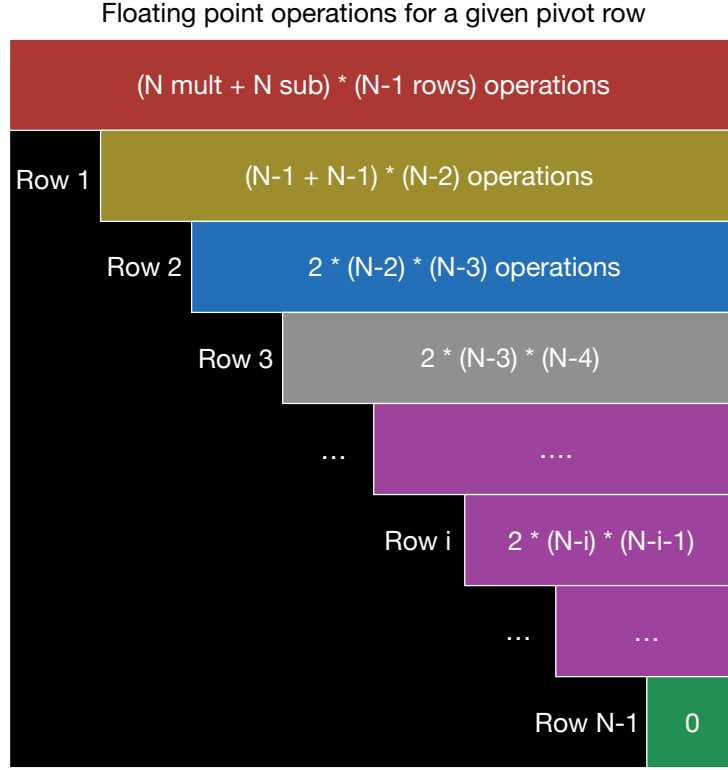 Floating point operations for a given pivot row
(N mult + N sub) * (N-1 rows) operations
Row 1 (N-1 + N-1) * (N-2) operations
Row 2 2 * (N-2) * (N-3) operations
Row 3 2 * (N-3) * (N-4)
... ....
Row i 2 * (N-i) * (N-i-1)
... ...
Row N-1 0